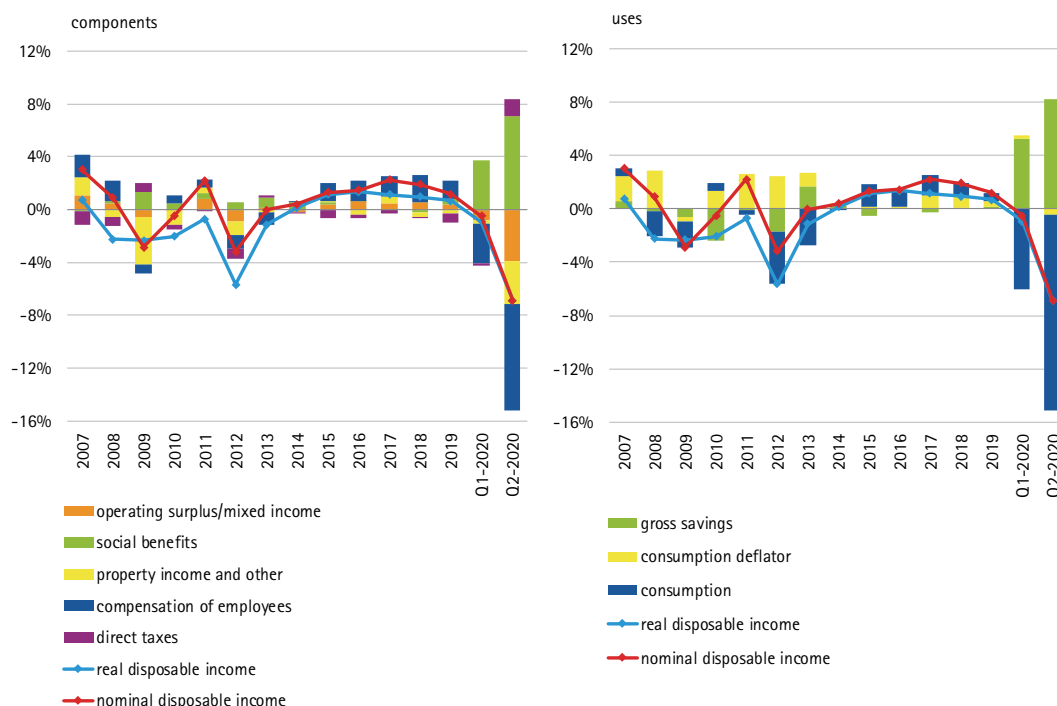 components
12%
8%
4%
0%
-4%
-8%
-12%
-16%
2007
2008
2009
2010
2011
2012
2013
2014
2015
2016
2017
2018
2019
Q1-2020
Q2-2020
operating surplus/mixed income
social benefits
property income and other
compensation of employees
direct taxes
real disposable income
nominal disposable income
uses
12%
8%
4%
0%
-4%
-8%
-12%
-16%
2007
2008
2009
2010
2011
2012
2013
2014
2015
2016
2017
2018
2019
Q1-2020
Q2-2020
gross savings
consumption deflator
consumption
real disposable income
nominal disposable income